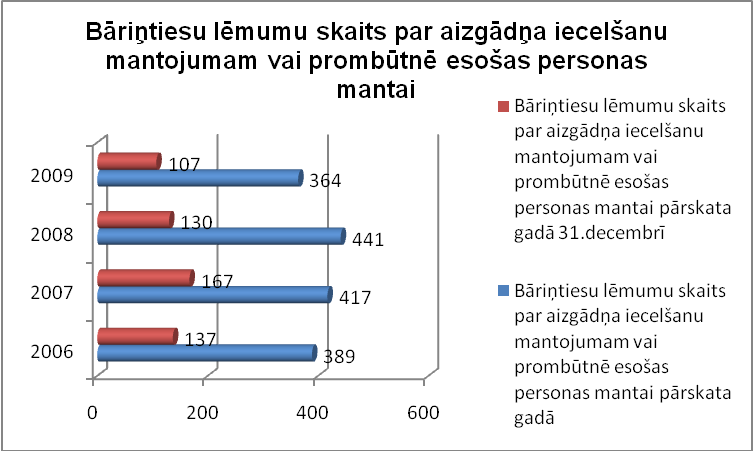 Bāriņtiesu lēmumu skaits par aizgādņa iecelšanu
mantojumam vai prombūtnē esošas personas
mantai
2009
107
364
2008
130
441
2007
167
417
2006
137
389
0
200
400
600
Bāriņtiesu lēmumu skaits
par aizgādņa iecelšanu
mantojumam vai
prombūtnē esošas
personas mantai pārskata
gadā 31.decembrī
Bāriņtiesu lēmumu skaits
par aizgādņa iecelšanu
mantojumam vai
prombūtnē esošas
personas mantai pārskata
gadā